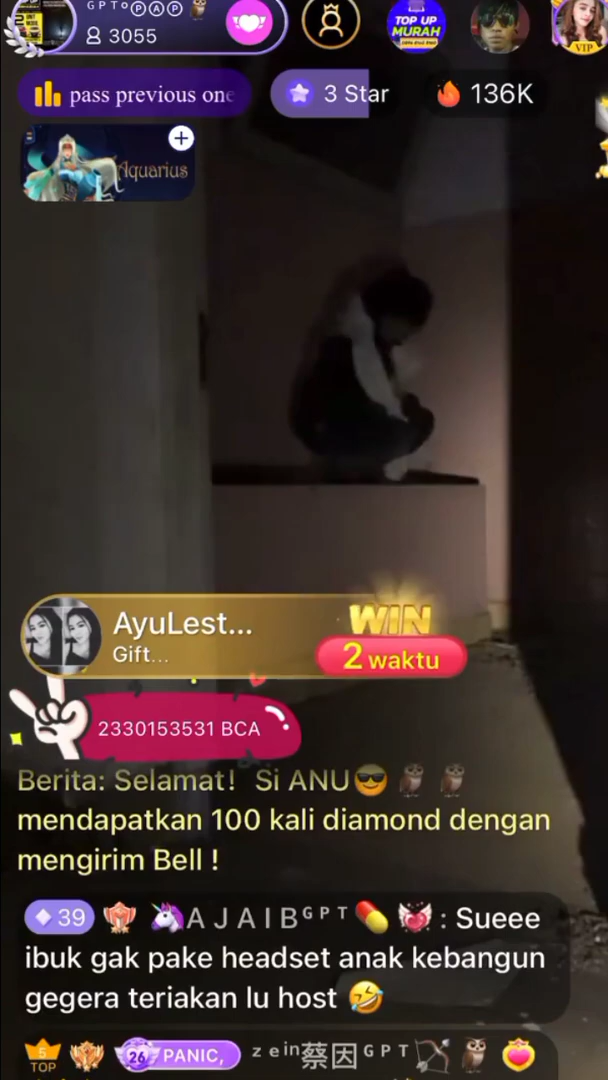 GPT⁰ⓅⒶⓅ🦉
3055
TOP UP
MURAH
VIP
pass previous one
3 Star
136K
Aquarius
AyuLest...
Gift...
WIN
2 waktu
2330153531 BCA
Berita: Selamat! Si ANU😎🦉🦉
mendapatkan 100 kali diamond dengan
mengirim Bell !
39 🦄A J A I Bᴳᴾᵀ💊💘 : Sueee
ibuk gak pake headset anak kebangun
gegera teriakan lu host 🤣
5 TOP 26 PANIC, ᶻᵉⁱⁿ蔡因ᴳᴾᵀ🏹🦉